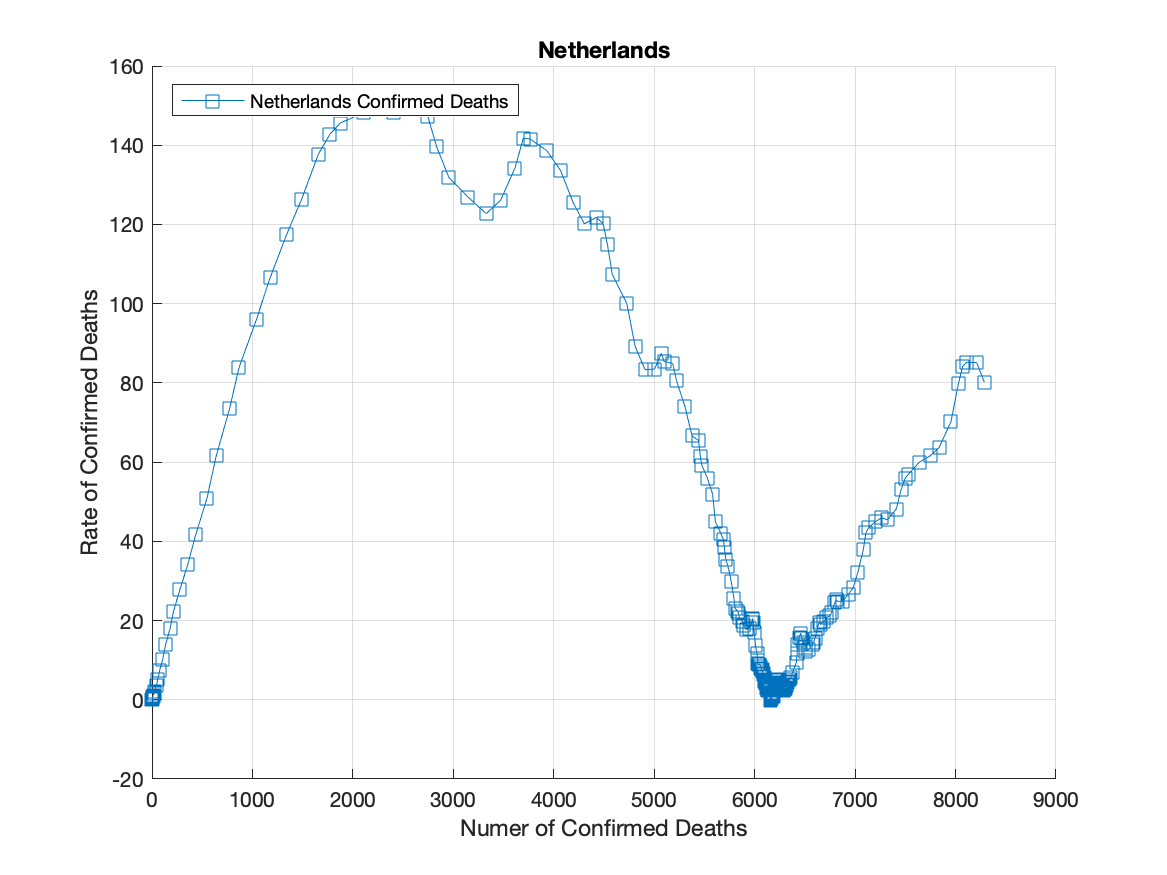 Netherlands
Netherlands Confirmed Deaths
Rate of Confirmed Deaths
160
140
120
100
80
60
40
20
0
-20
0 1000 2000 3000 4000 5000 6000 7000 8000 9000
Numer of Confirmed Deaths